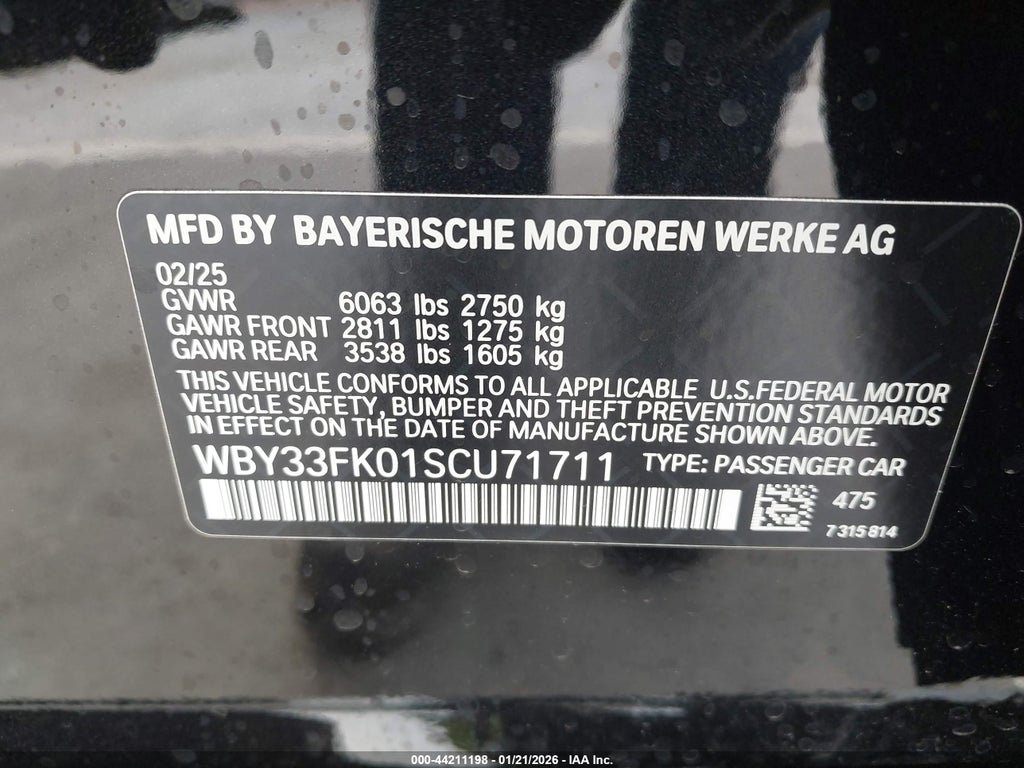 MFD BY BAYERISCHE MOTOREN WERKE AG
02/25
GVWR 6063 lbs 2750 kg
GAWR FRONT 2811 lbs 1275 kg
GAWR REAR 3538 lbs 1605 kg
THIS VEHICLE CONFORMS TO ALL APPLICABLE U.S.FEDERAL MOTOR
VEHICLE SAFETY, BUMPER AND THEFT PREVENTION STANDARDS
IN EFFECT ON THE DATE OF MANUFACTURE SHOWN ABOVE.
WBY33FK01SCU71711 TYPE: PASSENGER CAR
475
7315814
000-44211198 - 01/21/2026 - IAA Inc.